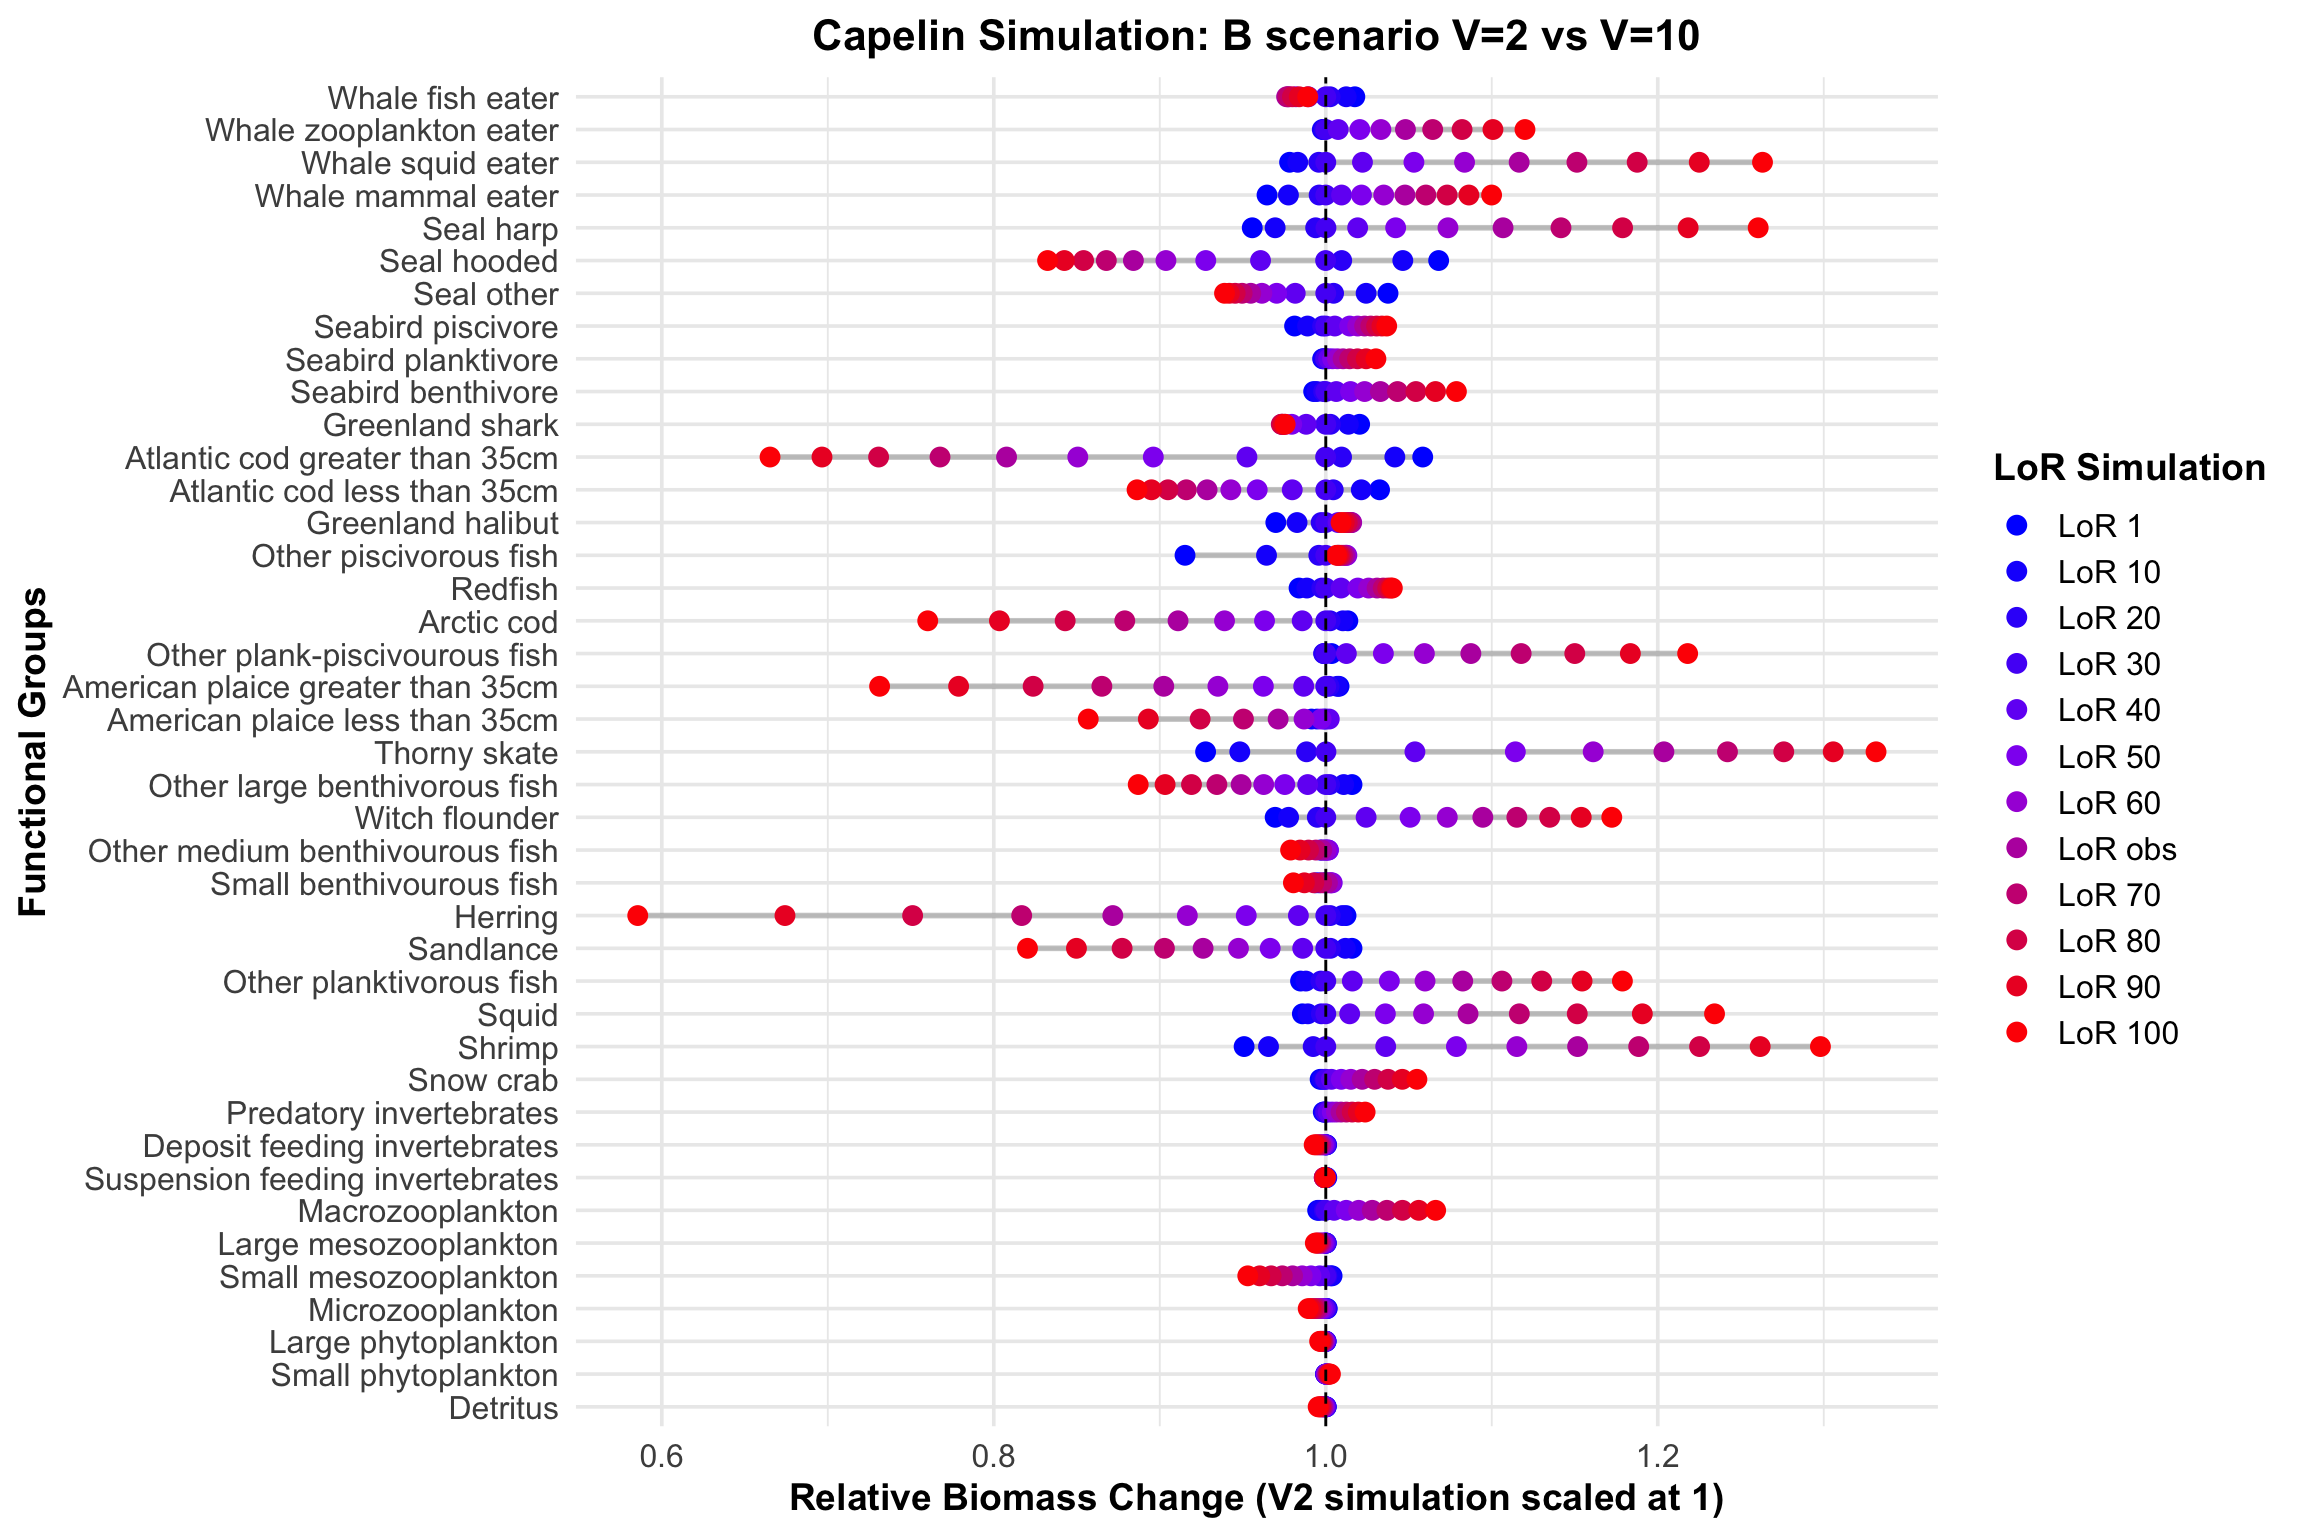 Capelin Simulation: B scenario V=2 vs V=10
Functional Groups
Whale fish eater
Whale zooplankton eater
Whale squid eater
Whale mammal eater
Seal harp
Seal hooded
Seal other
Seabird piscivore
Seabird planktivore
Seabird benthivore
Greenland shark
Atlantic cod greater than 35cm
Atlantic cod less than 35cm
Greenland halibut
Other piscivorous fish
Redfish
Arctic cod
Other plank-piscivourous fish
American plaice greater than 35cm
American plaice less than 35cm
Thorny skate
Other large benthivorous fish
Witch flounder
Other medium benthivourous fish
Small benthivourous fish
Herring
Sandlance
Other planktivorous fish
Squid
Shrimp
Snow crab
Predatory invertebrates
Deposit feeding invertebrates
Suspension feeding invertebrates
Macrozooplankton
Large mesozooplankton
Small mesozooplankton
Microzooplankton
Large phytoplankton
Small phytoplankton
Detritus
0.6 0.8 1.0 1.2
Relative Biomass Change (V2 simulation scaled at 1)
LoR Simulation
LoR 1
LoR 10
LoR 20
LoR 30
LoR 40
LoR 50
LoR 60
LoR obs
LoR 70
LoR 80
LoR 90
LoR 100